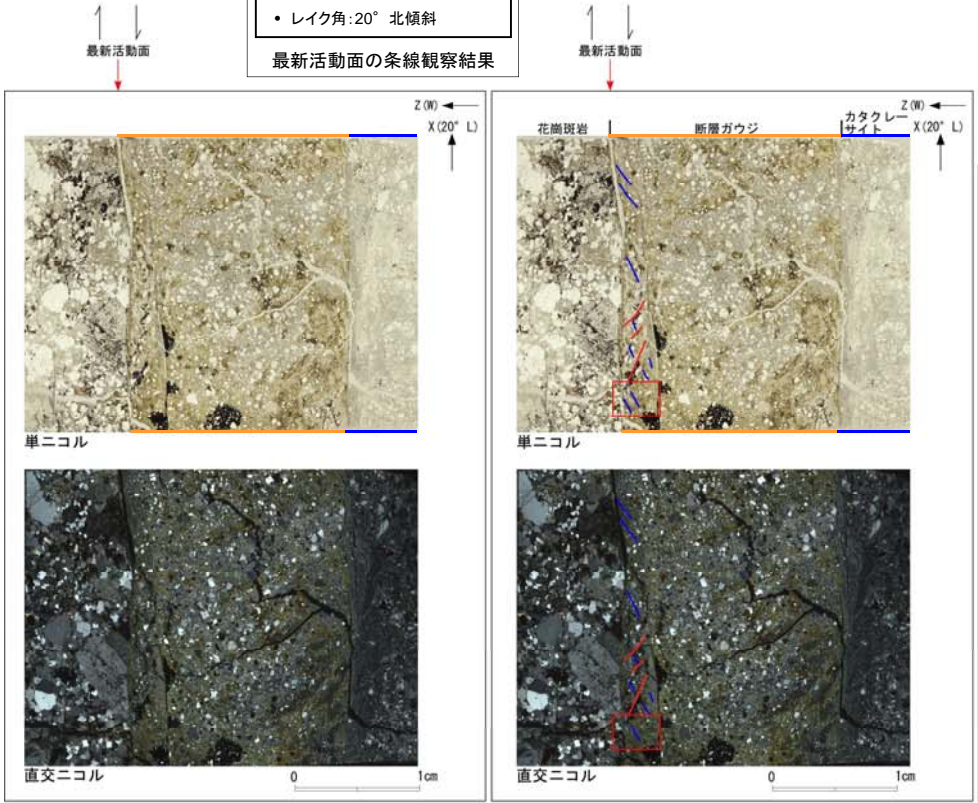 • レイク角:20° 北傾斜
最新活動面の条線観察結果
最新活動面
最新活動面
Z(W)
X(20° L)
単ニコル
直交ニコル
0 1cm
花崗斑岩
断層ガウジ
カタクレー
サイト
Z(W)
X(20° L)
単ニコル
直交ニコル
0 1cm